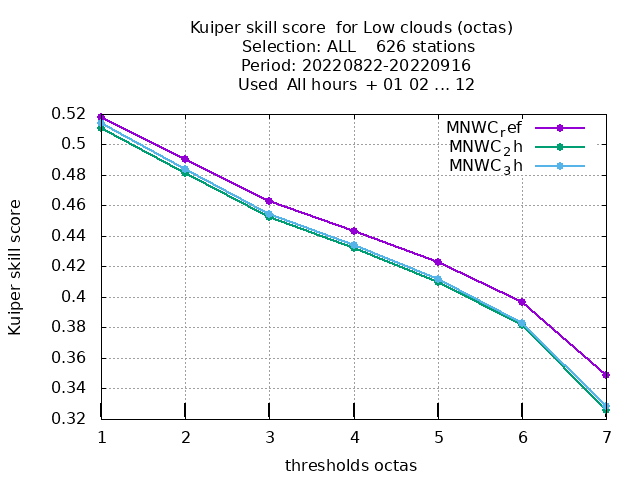 Kuiper skill score for Low clouds (octas)
Selection: ALL 626 stations
Period: 20220822-20220916
Used All hours + 01 02 ... 12
0.52
0.5
0.48
0.46
0.44
0.42
0.4
0.38
0.36
0.34
0.32
Kuiper skill score
MNWC_ref
MNWC_2h
MNWC_3h
1 2 3 4 5 6 7
thresholds octas